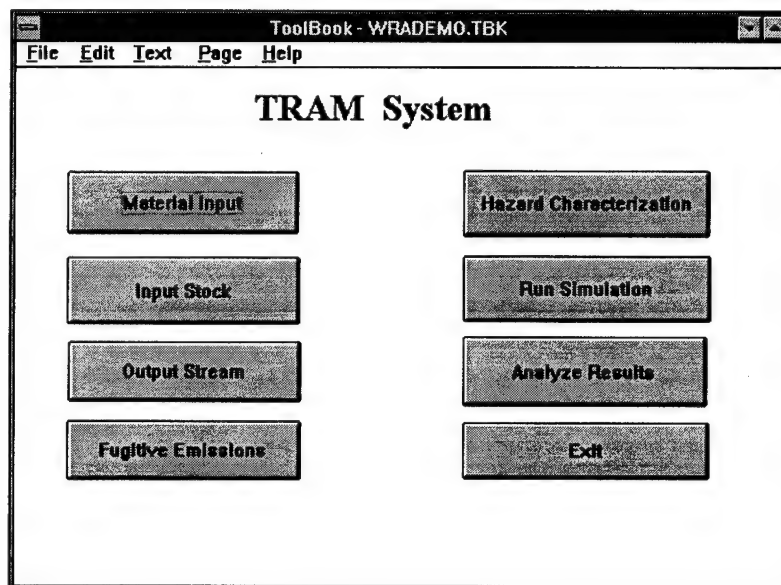 ToolBook - WRADEMO.TBK
File Edit Text Page Help
TRAM System
Material Input
Hazard Characterization
Input Stock
Run Simulation
Output Stream
Analyze Results
Fugitive Emissions
Exit